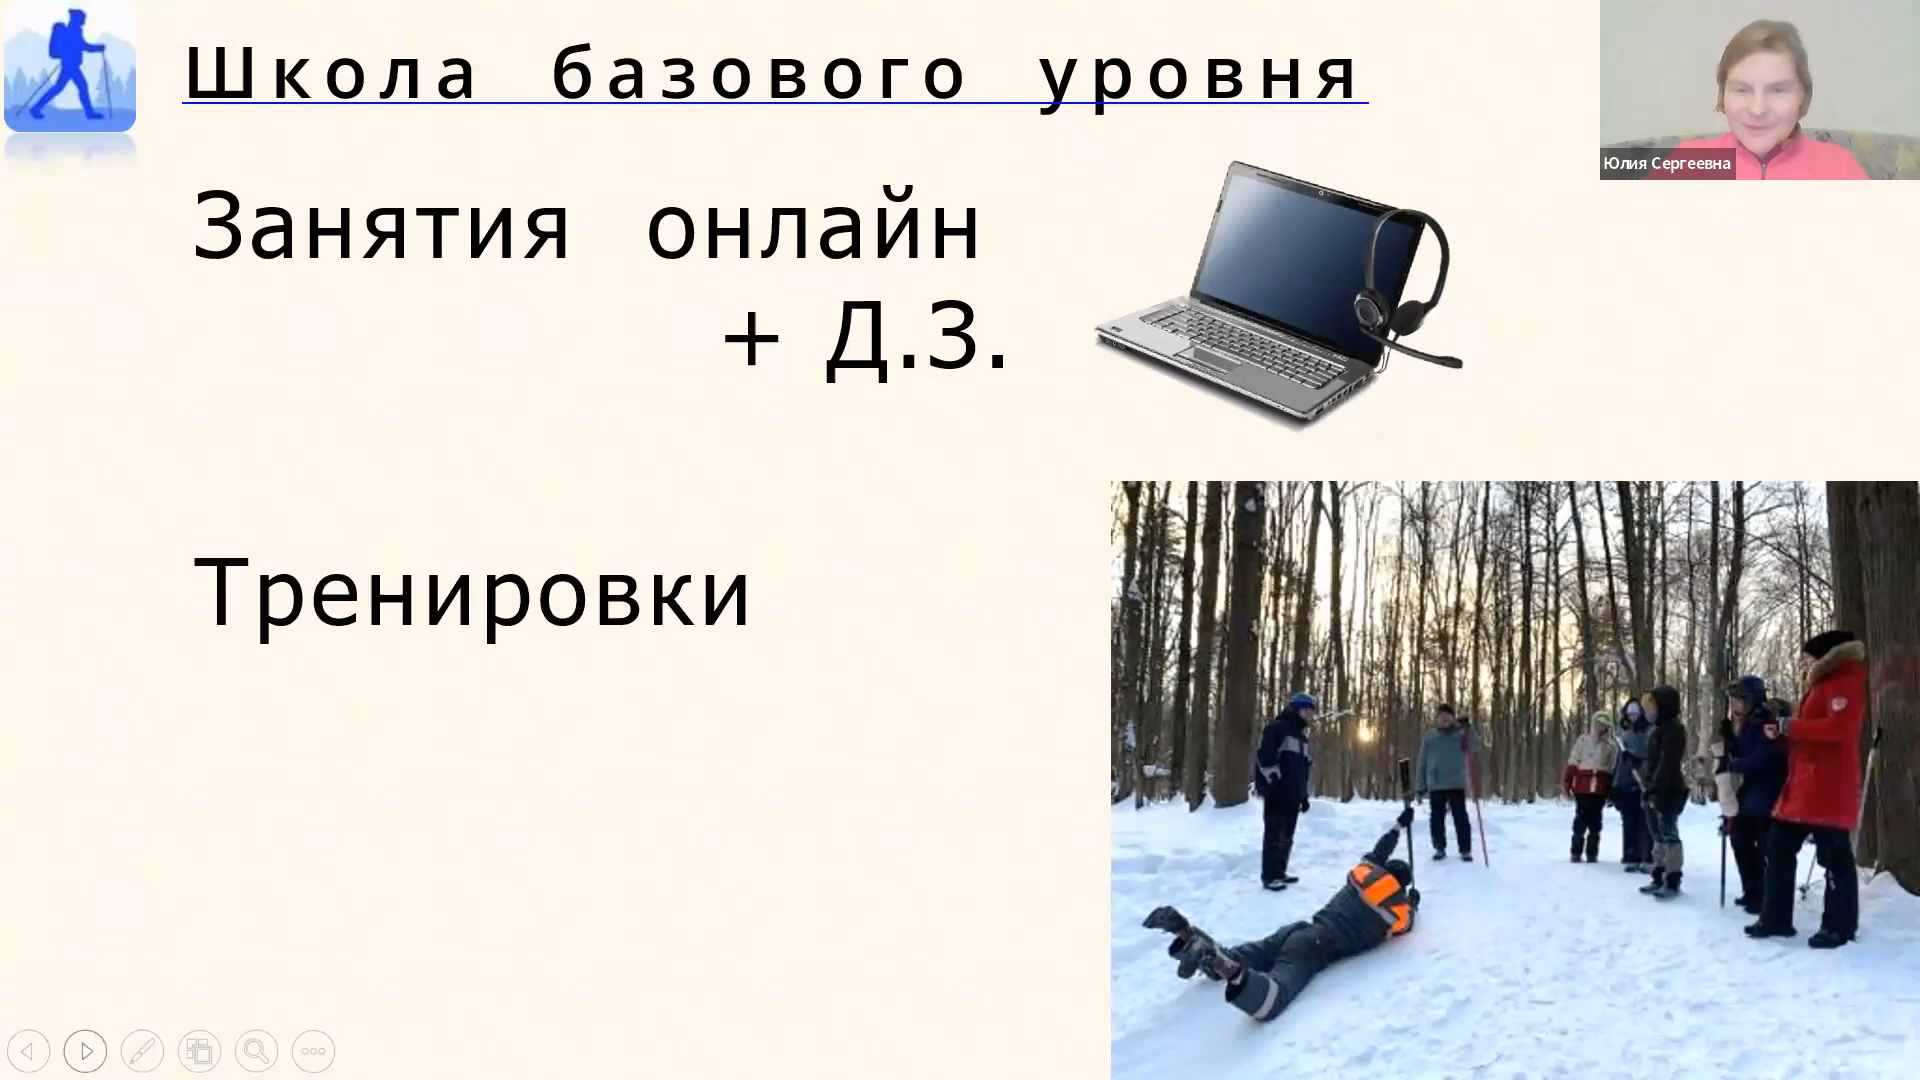 Школа базового уровня
Юлия Сергеевна
Занятия онлайн
+ Д.З.
Тренировки